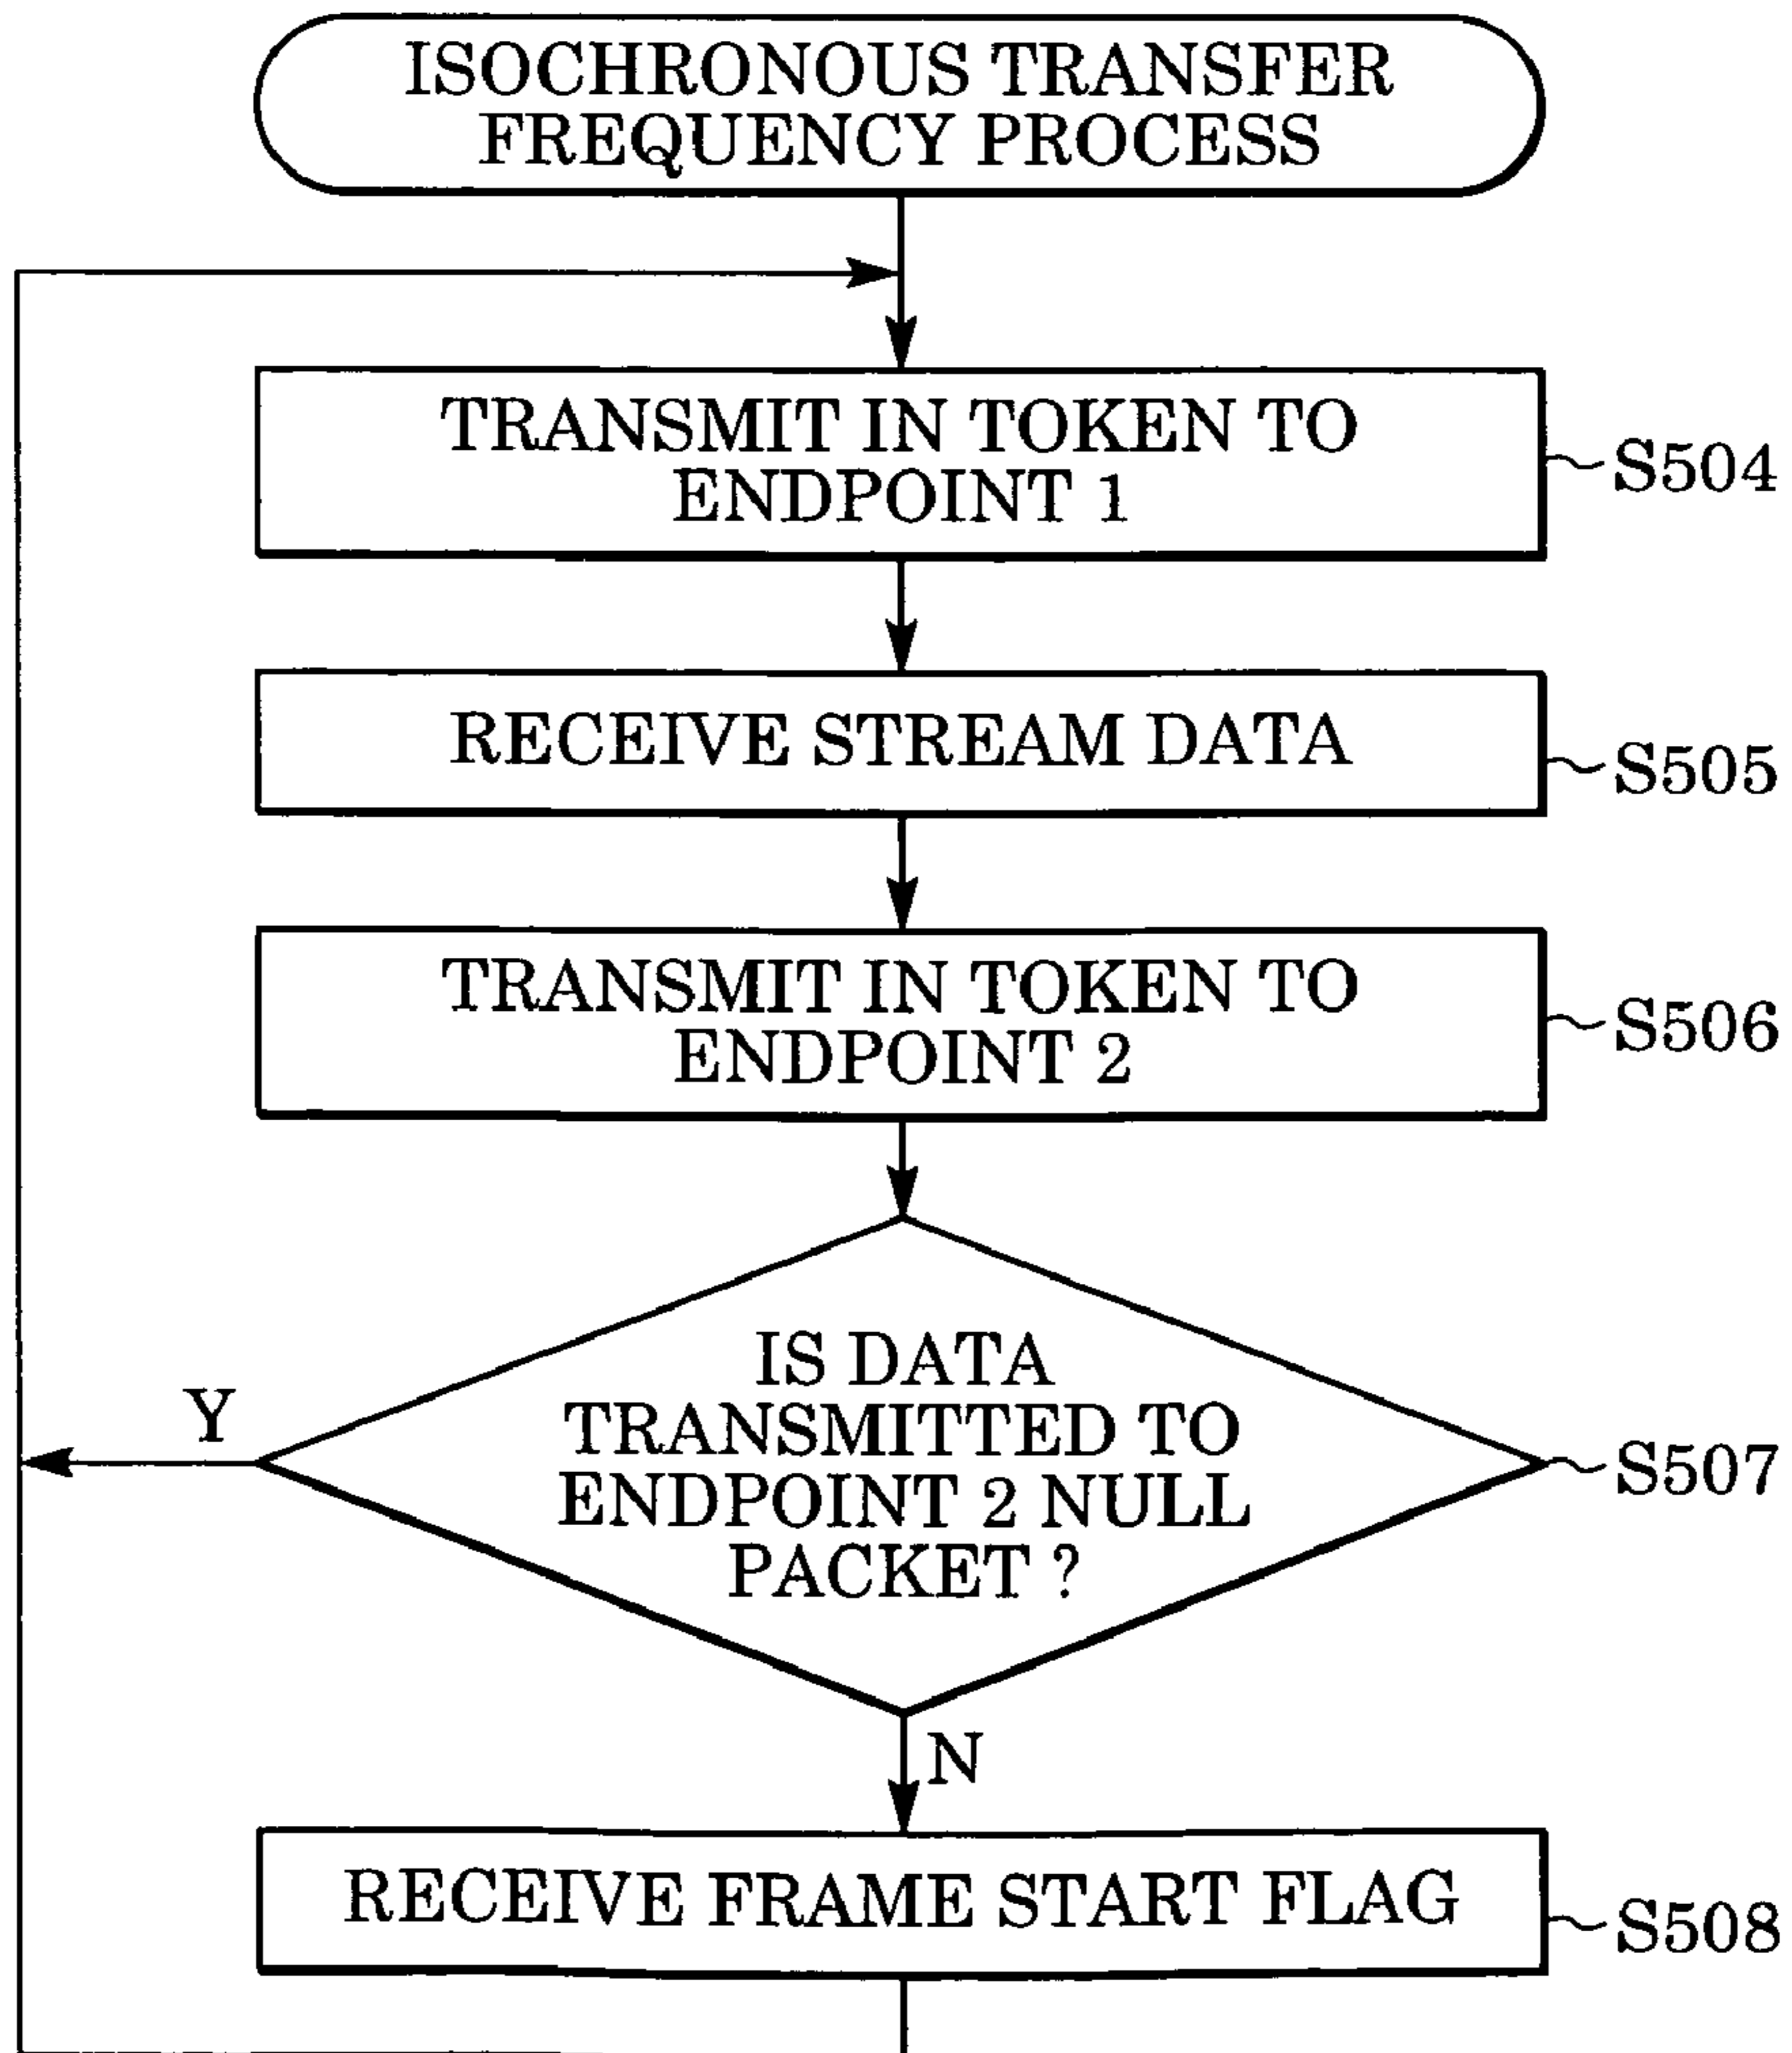 ISOCHRONOUS TRANSFER
FREQUENCY PROCESS
TRANSMIT IN TOKEN TO
ENDPOINT 1
S504
RECEIVE STREAM DATA
S505
TRANSMIT IN TOKEN TO
ENDPOINT 2
S506
IS DATA
TRANSMITTED TO
ENDPOINT 2 NULL
PACKET ?
S507
Y
N
RECEIVE FRAME START FLAG
S508